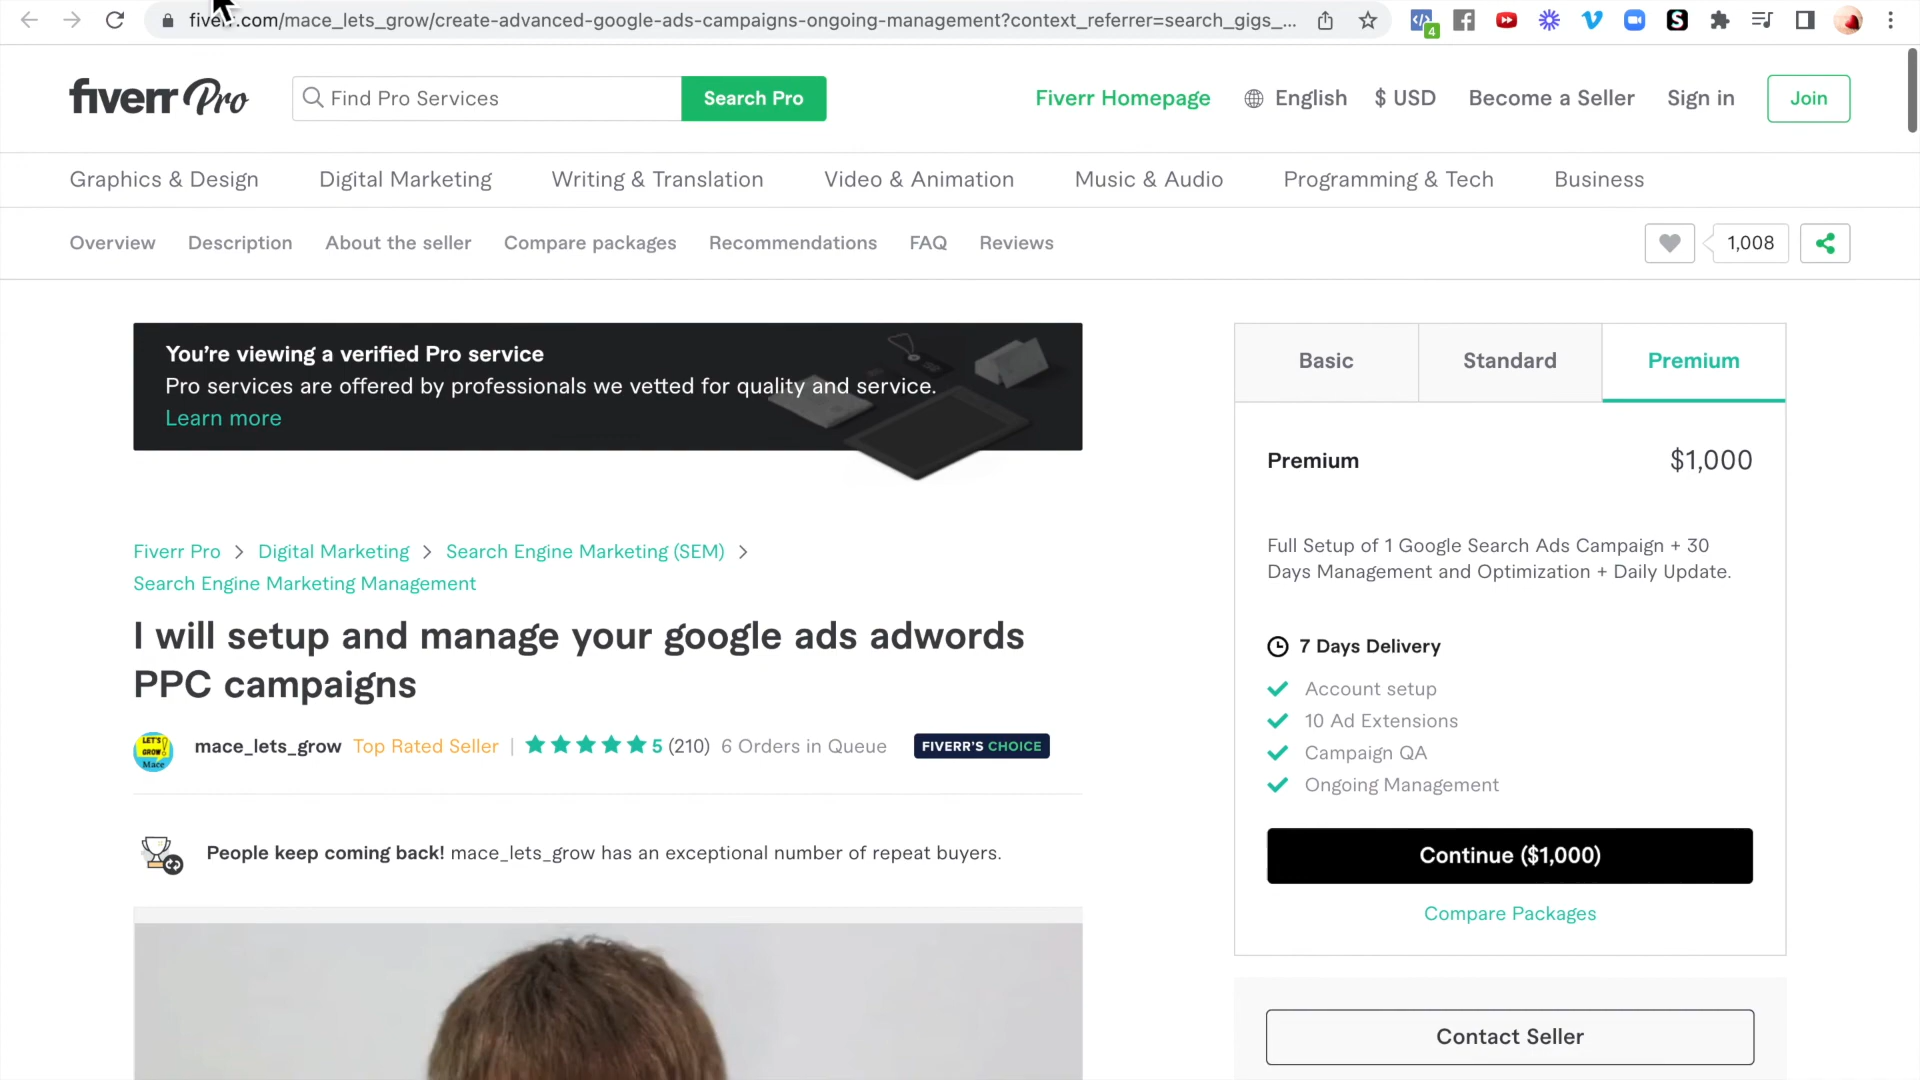 .com/mace_lets_grow/create-advanced-google-ads-campaigns-ongoing-management?context_referrer=search_gigs_...
4
fiverr Pro
Find Pro Services
Search Pro
Fiverr Homepage
English
$ USD
Become a Seller
Sign in
Join
Graphics & Design
Digital Marketing
Writing & Translation
Video & Animation
Music & Audio
Programming & Tech
Business
Overview
Description
About the seller
Compare packages
Recommendations
FAQ
Reviews
1,008
You're viewing a verified Pro service
Pro services are offered by professionals we vetted for quality and service.
Learn more
Fiverr Pro > Digital Marketing > Search Engine Marketing (SEM) >
Search Engine Marketing Management
I will setup and manage your google ads adwords
PPC campaigns
LET'S
GROW!
Mace
mace_lets_grow Top Rated Seller | 5 (210) 6 Orders in Queue FIVERR'S CHOICE
People keep coming back! mace_lets_grow has an exceptional number of repeat buyers.
Basic
Standard
Premium
Premium
$1,000
Full Setup of 1 Google Search Ads Campaign + 30
Days Management and Optimization + Daily Update.
7 Days Delivery
Account setup
10 Ad Extensions
Campaign QA
Ongoing Management
Continue ($1,000)
Compare Packages
Contact Seller